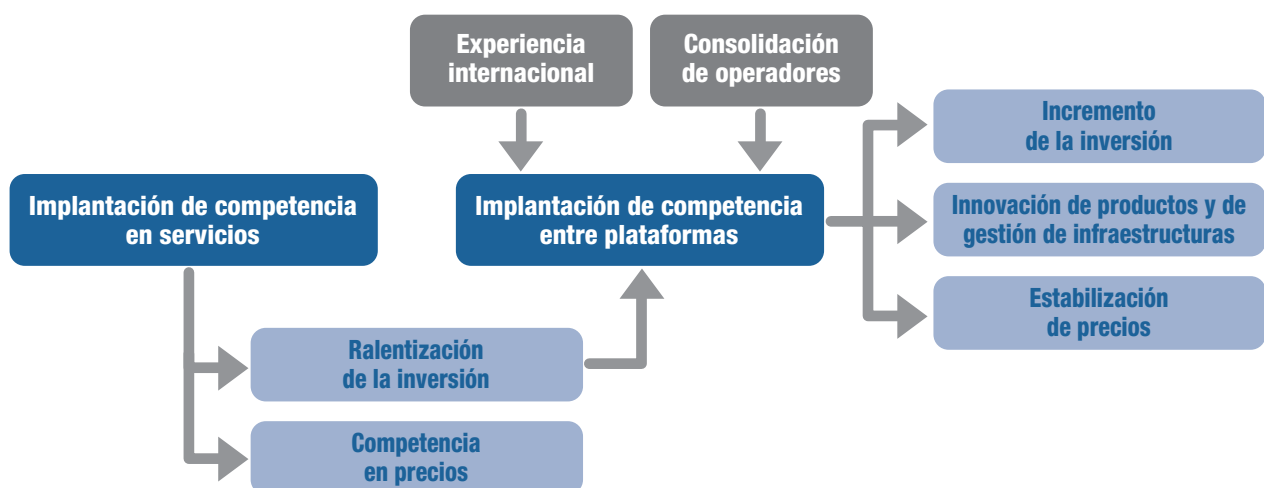 Experiencia
internacional
Consolidación
de operadores
Incremento
de la inversión
Implantación de competencia
en servicios
Implantación de competencia
entre plataformas
Innovación de productos y de
gestión de infraestructuras
Estabilización
de precios
Ralentización
de la inversión
Competencia
en precios